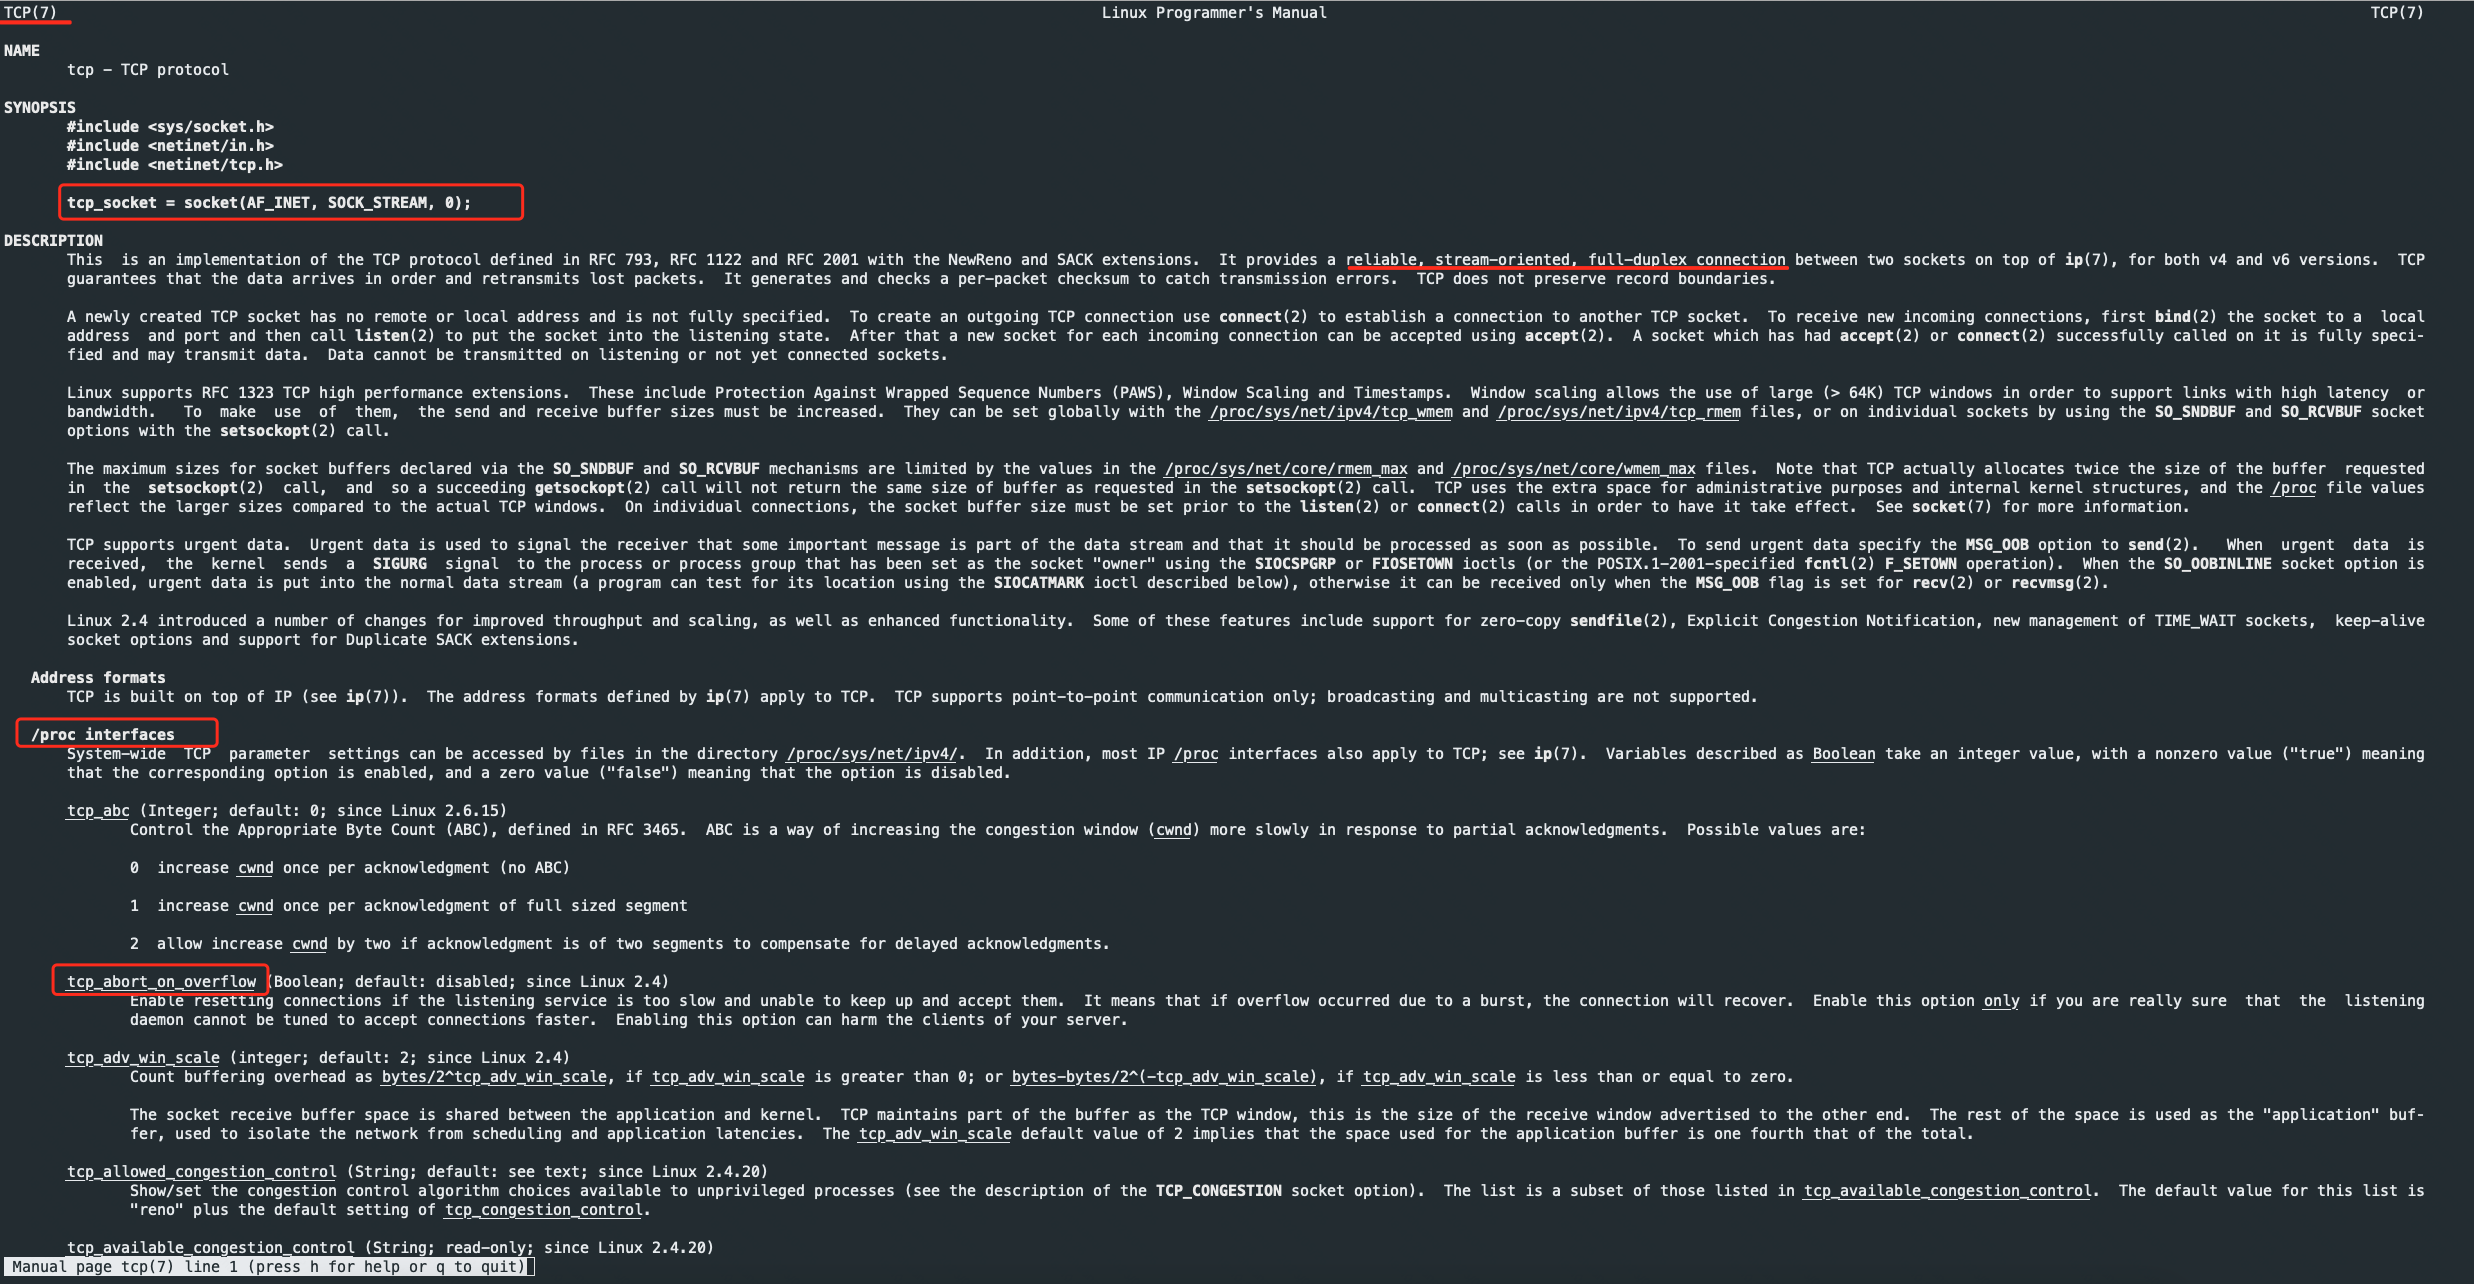 TCP(7) Linux Programmer's Manual TCP(7)
NAME
tcp - TCP protocol
SYNOPSIS
#include <sys/socket.h>
#include <netinet/in.h>
#include <netinet/tcp.h>
tcp_socket = socket(AF_INET, SOCK_STREAM, 0);
DESCRIPTION
This is an implementation of the TCP protocol defined in RFC 793, RFC 1122 and RFC 2001 with the NewReno and SACK extensions. It provides a reliable, stream-oriented, full-duplex connection between two sockets on top of ip(7), for both v4 and v6 versions. TCP
guarantees that the data arrives in order and retransmits lost packets. It generates and checks a per-packet checksum to catch transmission errors. TCP does not preserve record boundaries.
A newly created TCP socket has no remote or local address and is not fully specified. To create an outgoing TCP connection use connect(2) to establish a connection to another TCP socket. To receive new incoming connections, first bind(2) the socket to a local
address and port and then call listen(2) to put the socket into the listening state. After that a new socket for each incoming connection can be accepted using accept(2). A socket which has had accept(2) or connect(2) successfully called on it is fully speci-
fied and may transmit data. Data cannot be transmitted on listening or not yet connected sockets.
Linux supports RFC 1323 TCP high performance extensions. These include Protection Against Wrapped Sequence Numbers (PAWS), Window Scaling and Timestamps. Window scaling allows the use of large (> 64K) TCP windows in order to support links with high latency or
bandwidth. To make use of them, the send and receive buffer sizes must be increased. They can be set globally with the /proc/sys/net/ipv4/tcp_wmem and /proc/sys/net/ipv4/tcp_rmem files, or on individual sockets by using the SO_SNDBUF and SO_RCVBUF socket
options with the setsockopt(2) call.
The maximum sizes for socket buffers declared via the SO_SNDBUF and SO_RCVBUF mechanisms are limited by the values in the /proc/sys/net/core/rmem_max and /proc/sys/net/core/wmem_max files. Note that TCP actually allocates twice the size of the buffer requested
in the setsockopt(2) call, and so a succeeding getsockopt(2) call will not return the same size of buffer as requested in the setsockopt(2) call. TCP uses the extra space for administrative purposes and internal kernel structures, and the /proc file values
reflect the larger sizes compared to the actual TCP windows. On individual connections, the socket buffer size must be set prior to the listen(2) or connect(2) calls in order to have it take effect. See socket(7) for more information.
TCP supports urgent data. Urgent data is used to signal the receiver that some important message is part of the data stream and that it should be processed as soon as possible. To send urgent data specify the MSG_OOB option to send(2). When urgent data is
received, the kernel sends a SIGURG signal to the process or process group that has been set as the socket "owner" using the SIOCSPGRP or FIOSETOWN ioctls (or the POSIX.1-2001-specified fcntl(2) F_SETOWN operation). When the SO_OOBINLINE socket option is
enabled, urgent data is put into the normal data stream (a program can test for its location using the SIOCATMARK ioctl described below), otherwise it can be received only when the MSG_OOB flag is set for recv(2) or recvmsg(2).
Linux 2.4 introduced a number of changes for improved throughput and scaling, as well as enhanced functionality. Some of these features include support for zero-copy sendfile(2), Explicit Congestion Notification, new management of TIME_WAIT sockets, keep-alive
socket options and support for Duplicate SACK extensions.
Address formats
TCP is built on top of IP (see ip(7)). The address formats defined by ip(7) apply to TCP. TCP supports point-to-point communication only; broadcasting and multicasting are not supported.
/proc interfaces
System-wide TCP parameter settings can be accessed by files in the directory /proc/sys/net/ipv4/. In addition, most IP /proc interfaces also apply to TCP; see ip(7). Variables described as Boolean take an integer value, with a nonzero value ("true") meaning
that the corresponding option is enabled, and a zero value ("false") meaning that the option is disabled.
tcp_abc (Integer; default: 0; since Linux 2.6.15)
Control the Appropriate Byte Count (ABC), defined in RFC 3465. ABC is a way of increasing the congestion window (cwnd) more slowly in response to partial acknowledgments. Possible values are:
0 increase cwnd once per acknowledgment (no ABC)
1 increase cwnd once per acknowledgment of full sized segment
2 allow increase cwnd by two if acknowledgment is of two segments to compensate for delayed acknowledgments.
tcp_abort_on_overflow (Boolean; default: disabled; since Linux 2.4)
Enable resetting connections if the listening service is too slow and unable to keep up and accept them. It means that if overflow occurred due to a burst, the connection will recover. Enable this option only if you are really sure that the listening
daemon cannot be tuned to accept connections faster. Enabling this option can harm the clients of your server.
tcp_adv_win_scale (integer; default: 2; since Linux 2.4)
Count buffering overhead as bytes/2^tcp_adv_win_scale, if tcp_adv_win_scale is greater than 0; or bytes-bytes/2^(-tcp_adv_win_scale), if tcp_adv_win_scale is less than or equal to zero.
The socket receive buffer space is shared between the application and kernel. TCP maintains part of the buffer as the TCP window, this is the size of the receive window advertised to the other end. The rest of the space is used as the "application" buf-
fer, used to isolate the network from scheduling and application latencies. The tcp_adv_win_scale default value of 2 implies that the space used for the application buffer is one fourth that of the total.
tcp_allowed_congestion_control (String; default: see text; since Linux 2.4.20)
Show/set the congestion control algorithm choices available to unprivileged processes (see the description of the TCP_CONGESTION socket option). The list is a subset of those listed in tcp_available_congestion_control. The default value for this list is
"reno" plus the default setting of tcp_congestion_control.
tcp_available_congestion_control (String; read-only; since Linux 2.4.20)
Manual page tcp(7) line 1 (press h for help or q to quit)